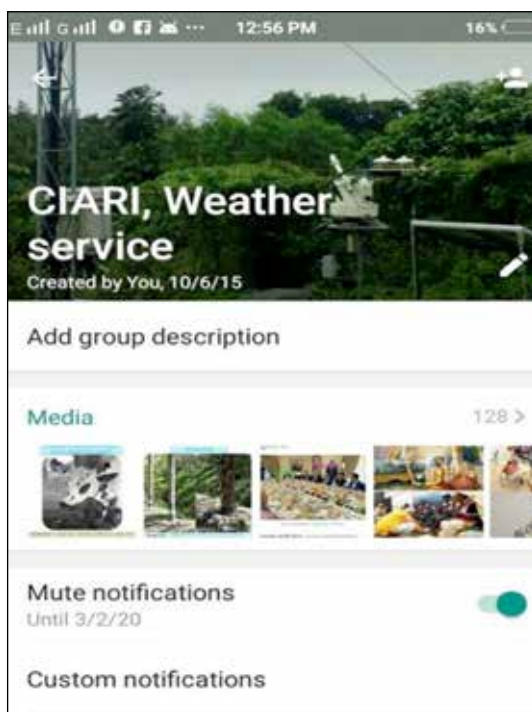 E G 12:56 PM 16%
CIARI, Weather
service
Created by You, 10/6/15
Add group description
Media 128 >
Mute notifications
Until 3/2/20
Custom notifications